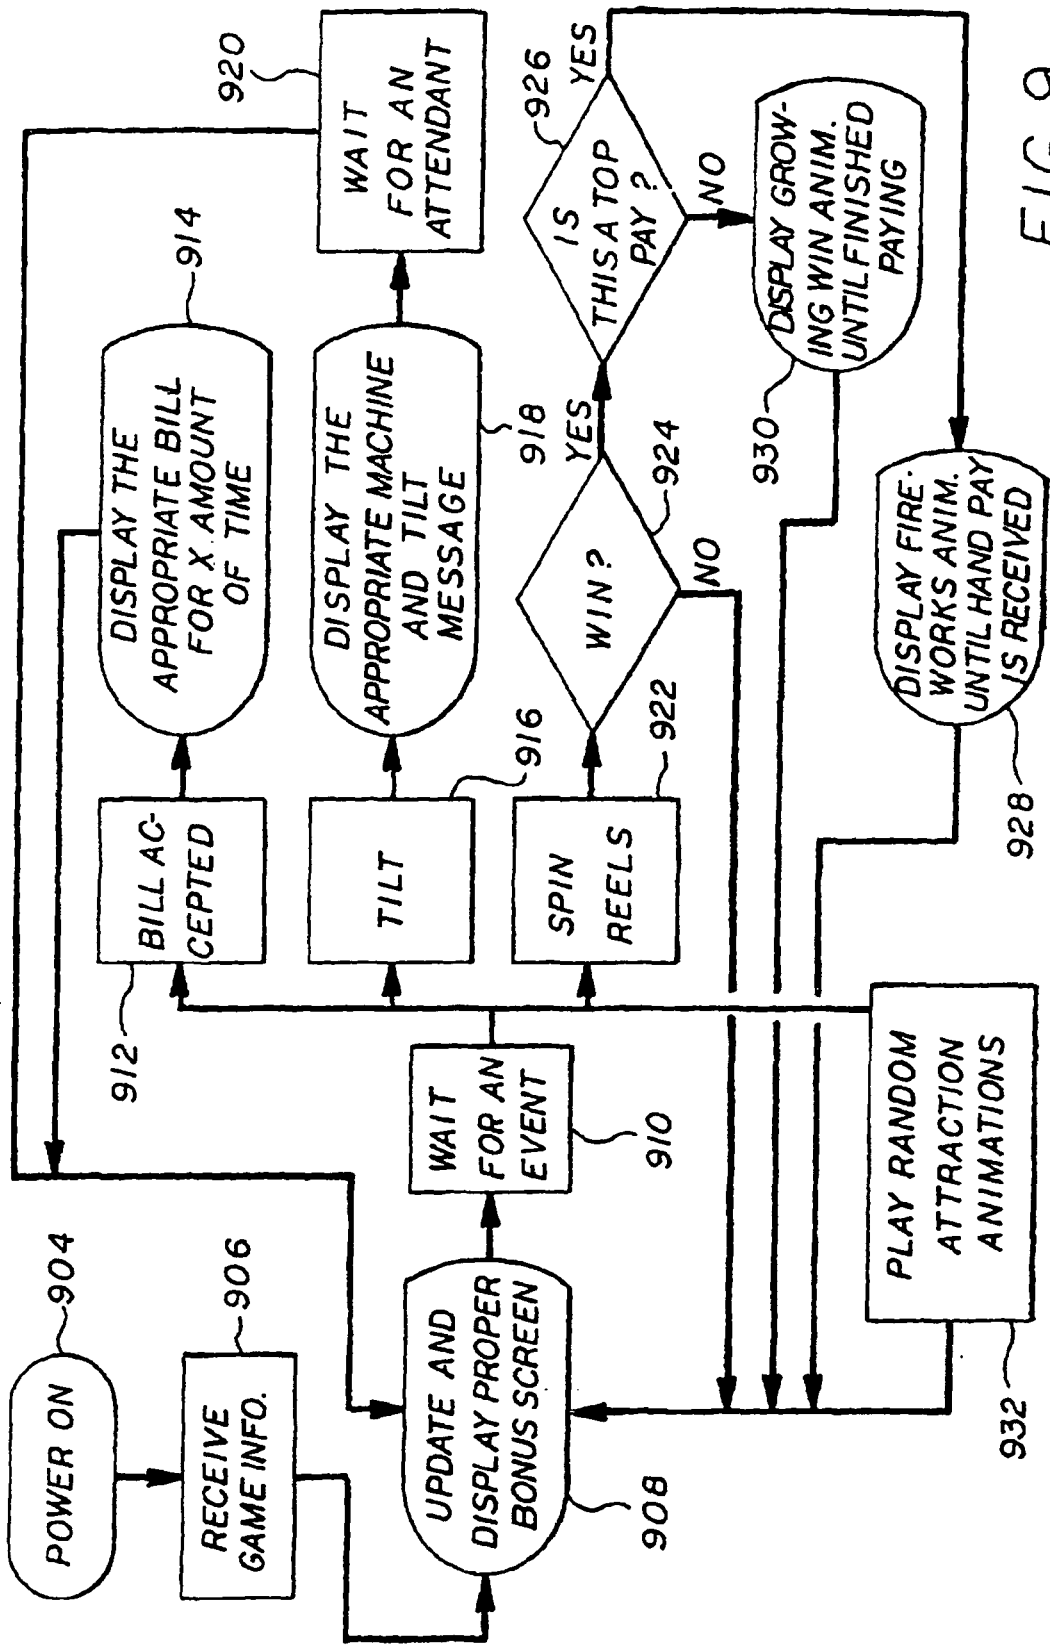 904
POWER ON
906
RECEIVE
GAME INFO.
UPDATE AND
DISPLAY PROPER
BONUS SCREEN
908
WAIT
FOR AN
EVENT
910
912
BILL AC-
CEPTED
DISPLAY THE
APPROPRIATE BILL
FOR X AMOUNT
OF TIME
914
TILT
916
DISPLAY THE
APPROPRIATE MACHINE
AND TILT
MESSAGE
918
WAIT
FOR AN
ATTENDANT
920
SPIN
REELS
922
WIN?
924
YES
NO
IS
THIS A TOP
PAY?
926
YES
NO
DISPLAY GROW-
ING WIN ANIM.
UNTIL FINISHED
PAYING
930
DISPLAY FIRE-
WORKS ANIM.
UNTIL HAND PAY
IS RECEIVED
928
PLAY RANDOM
ATTRACTION
ANIMATIONS
932
FIG. 9